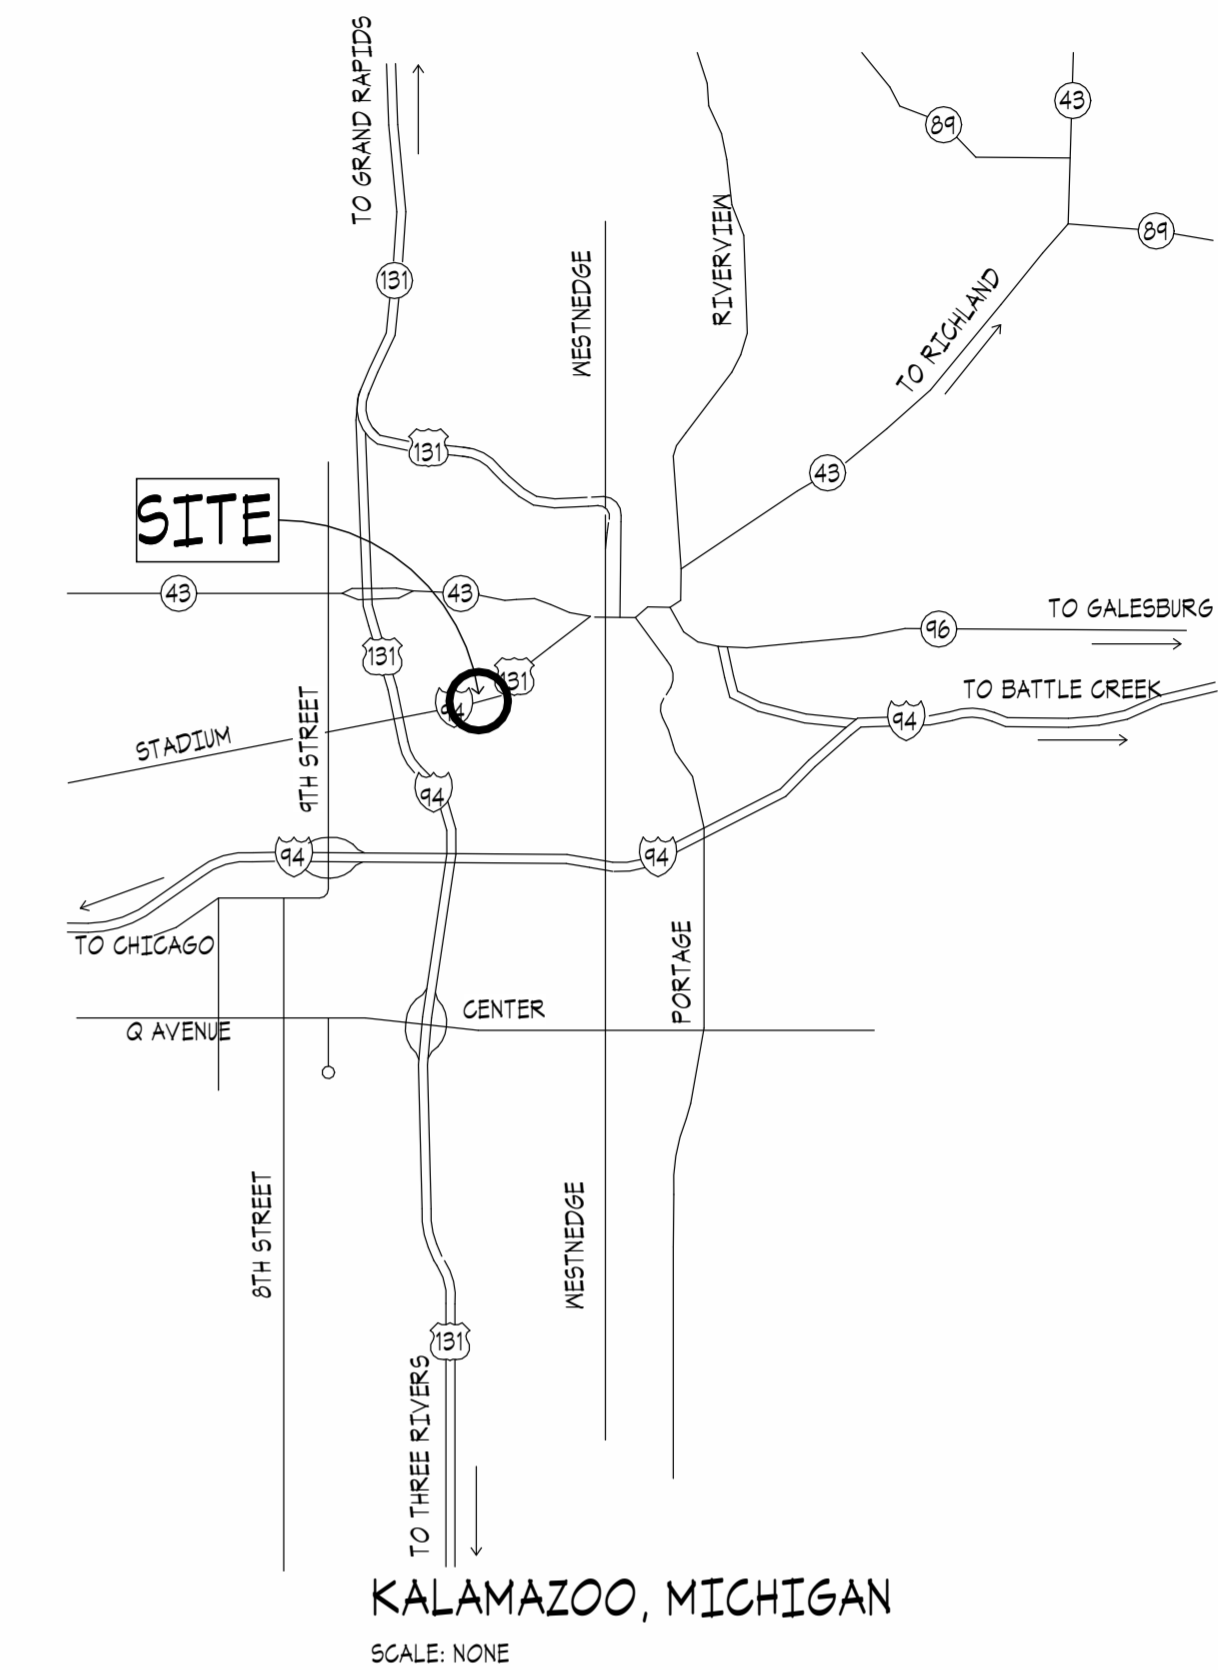 TO GRAND RAPIDS
43
89
89
RIVERVIEW
WESTNEDGE
131
TO RICHLAND
131
43
SITE
43
43
TO GALESBURG
96
131
131
94
TO BATTLE CREEK
94
STADIUM
9TH STREET
94
94
94
TO CHICAGO
PORTAGE
CENTER
Q AVENUE
8TH STREET
WESTNEDGE
131
TO THREE RIVERS
KALAMAZOO, MICHIGAN
SCALE: NONE